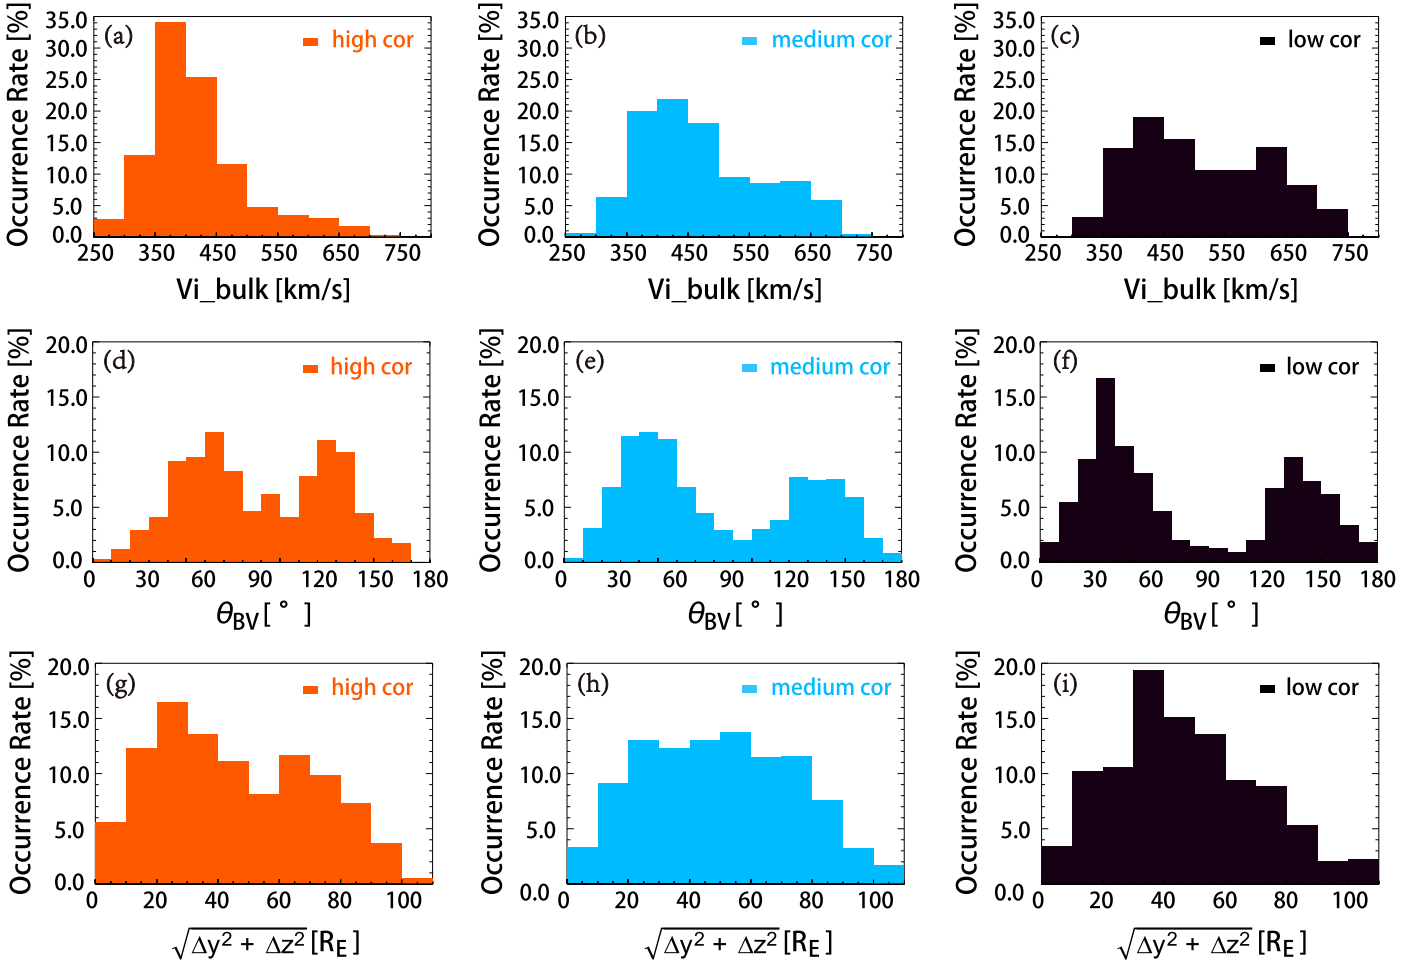 Occurrence Rate [%]
35.0
30.0
25.0
20.0
15.0
10.0
5.0
0.0
(a)
high cor
250 350 450 550 650 750
Vi_bulk [km/s]
Occurrence Rate [%]
35.0
30.0
25.0
20.0
15.0
10.0
5.0
0.0
(b)
medium cor
250 350 450 550 650 750
Vi_bulk [km/s]
Occurrence Rate [%]
35.0
30.0
25.0
20.0
15.0
10.0
5.0
0.0
(c)
low cor
250 350 450 550 650 750
Vi_bulk [km/s]
Occurrence Rate [%]
20.0
15.0
10.0
5.0
0.0
(d)
high cor
0 30 60 90 120 150 180
θBV[ ° ]
Occurrence Rate [%]
20.0
15.0
10.0
5.0
0.0
(e)
medium cor
0 30 60 90 120 150 180
θBV[ ° ]
Occurrence Rate [%]
20.0
15.0
10.0
5.0
0.0
(f)
low cor
0 30 60 90 120 150 180
θBV[ ° ]
Occurrence Rate [%]
20.0
15.0
10.0
5.0
0.0
(g)
high cor
0 20 40 60 80 100
√Δy² + Δz² [RE]
Occurrence Rate [%]
20.0
15.0
10.0
5.0
0.0
(h)
medium cor
0 20 40 60 80 100
√Δy² + Δz² [RE]
Occurrence Rate [%]
20.0
15.0
10.0
5.0
0.0
(i)
low cor
0 20 40 60 80 100
√Δy² + Δz² [RE]